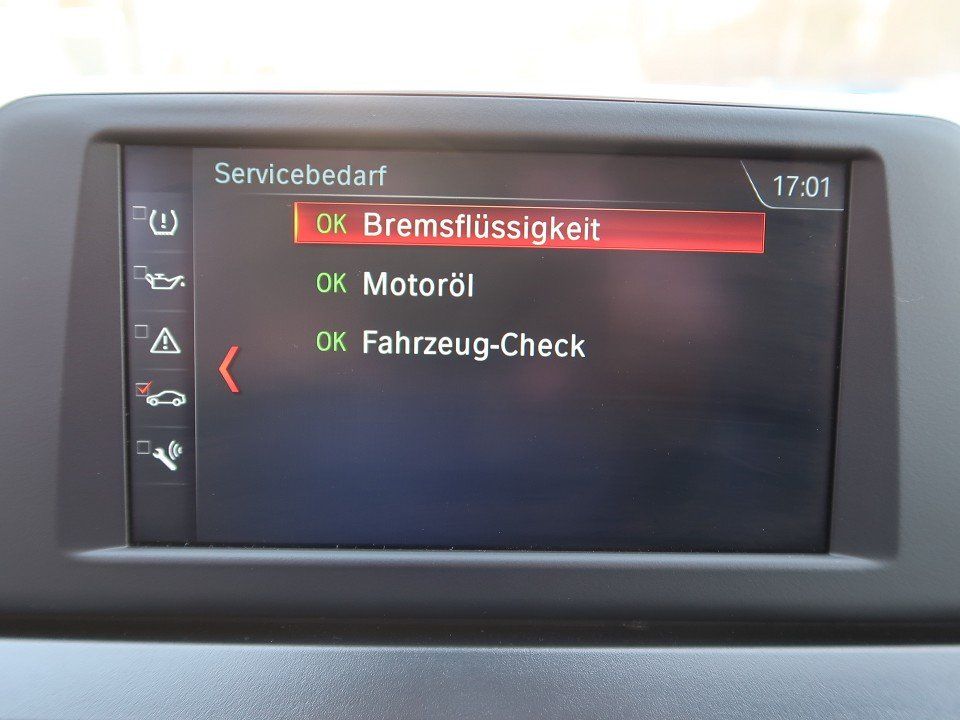 Servicebedarf
17:01
OK Bremsflüssigkeit
OK Motoröl
OK Fahrzeug-Check